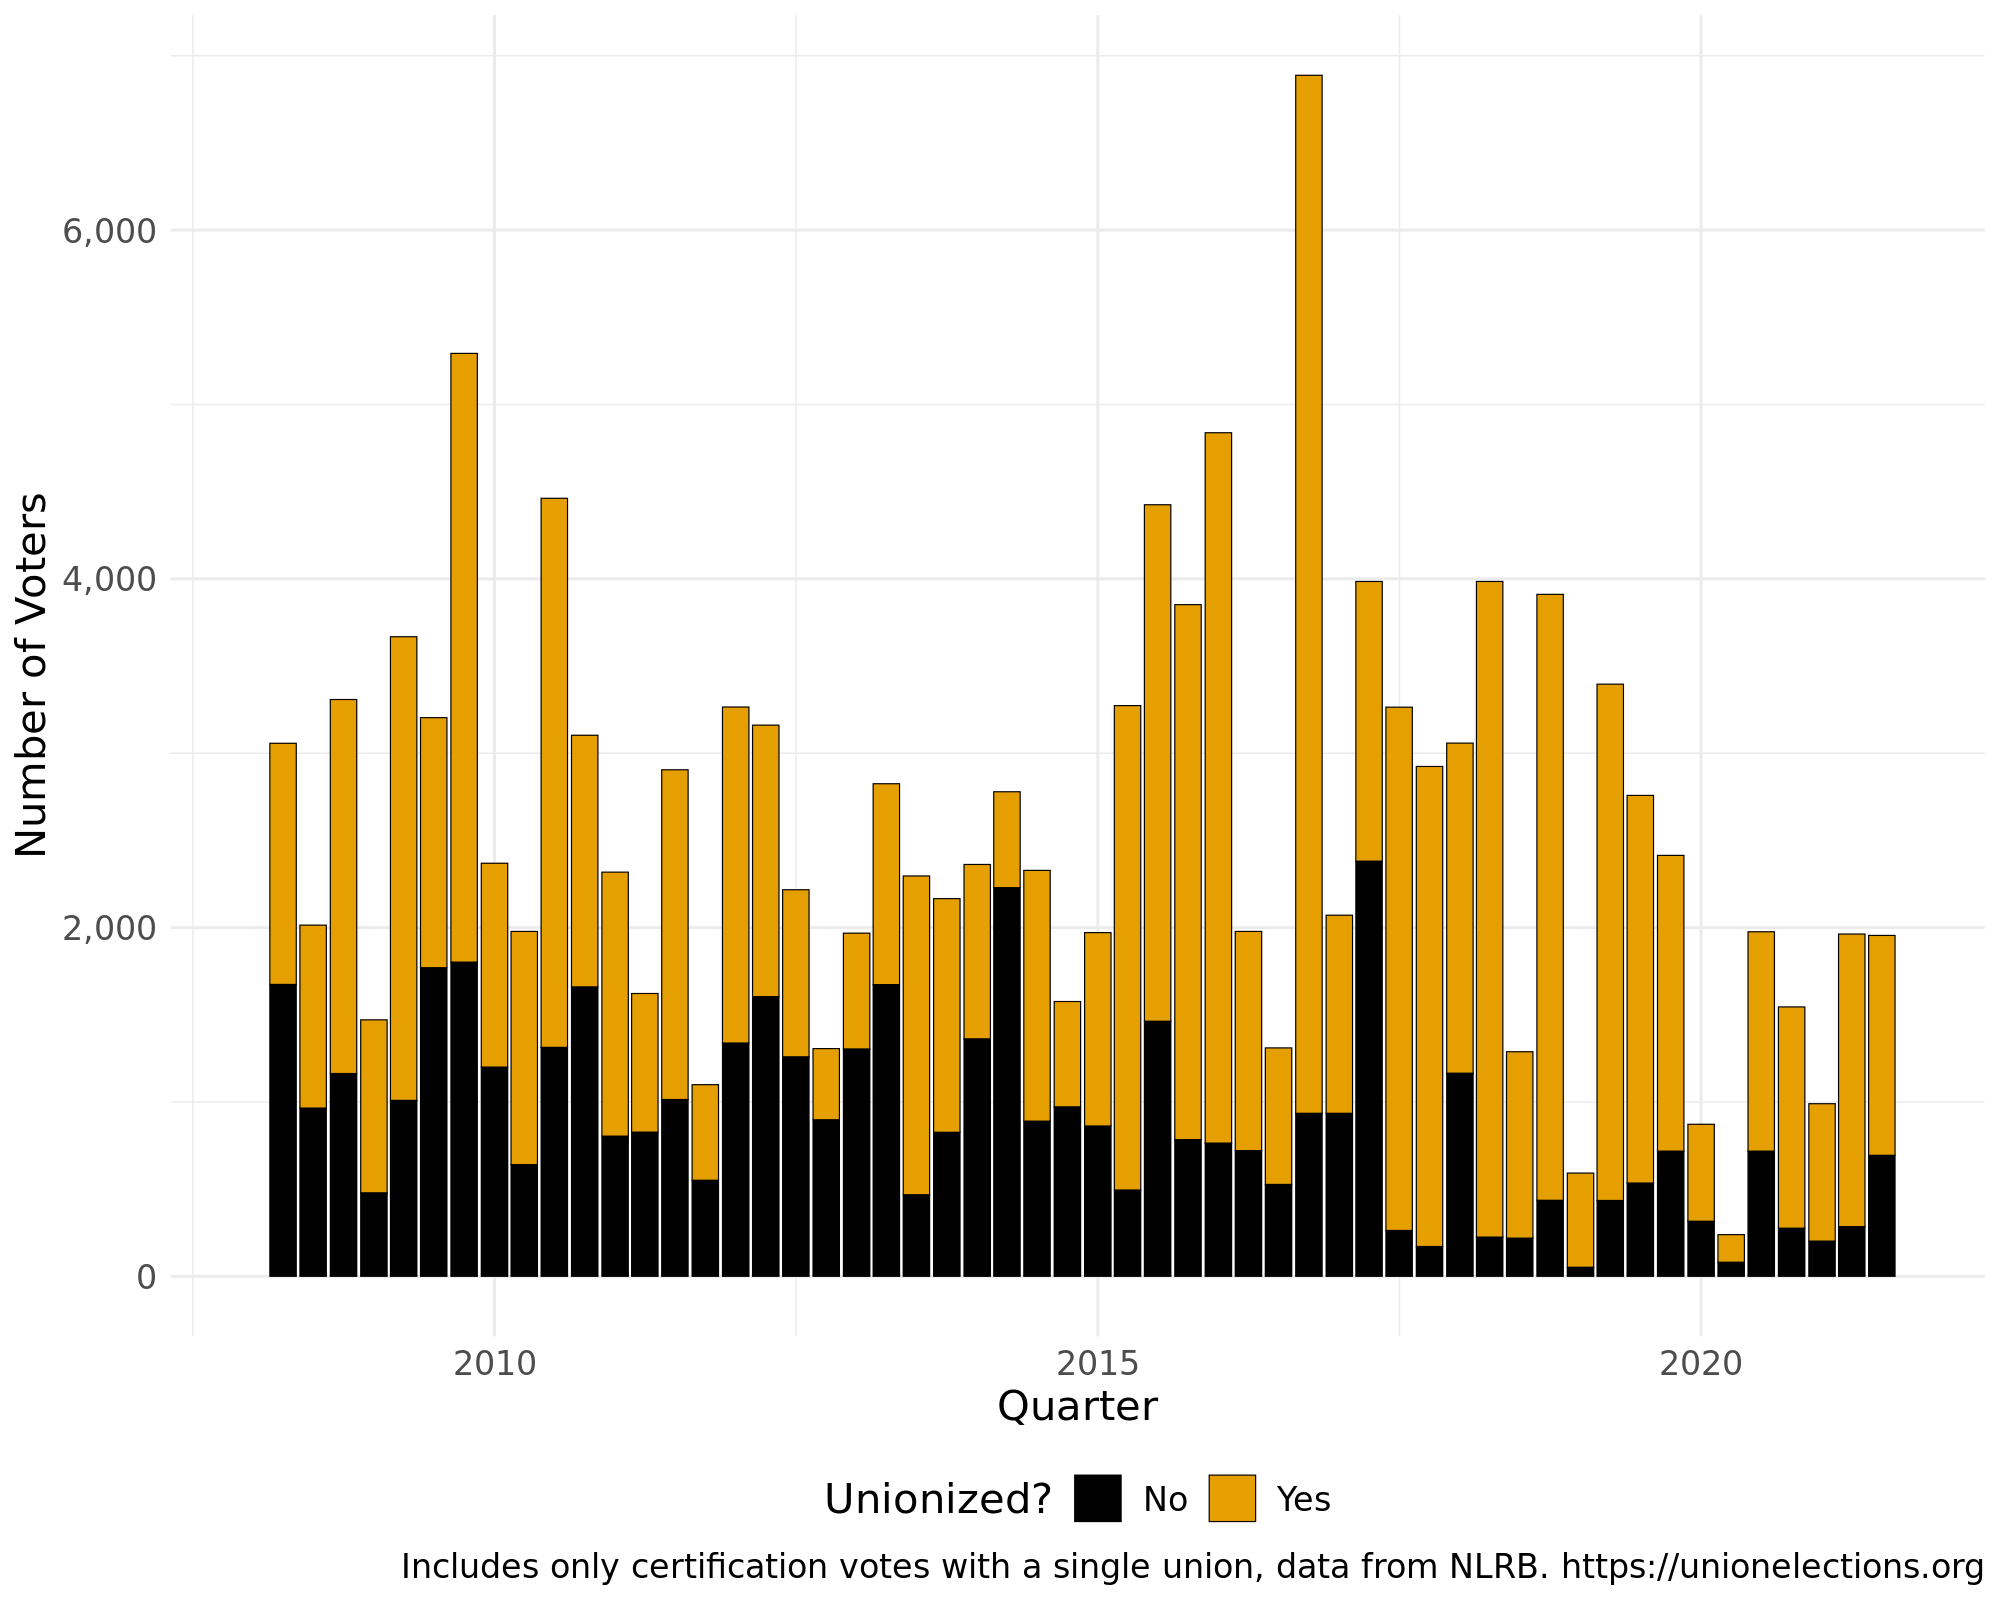 6,000
4,000
2,000
0
Number of Voters
2010
2015
2020
Quarter
Unionized?
No
Yes
Includes only certification votes with a single union, data from NLRB. https://unionelections.org